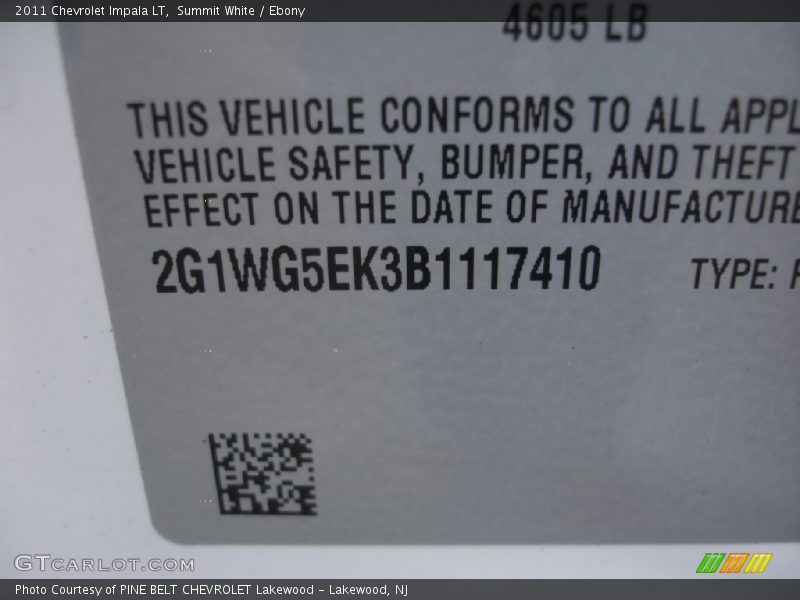 2011 Chevrolet Impala LT, Summit White / Ebony
4605 LB
THIS VEHICLE CONFORMS TO ALL APPL
VEHICLE SAFETY, BUMPER, AND THEFT
EFFECT ON THE DATE OF MANUFACTURE
2G1WG5EK3B1117410 TYPE: P
GTCARLOT.COM
Photo Courtesy of PINE BELT CHEVROLET Lakewood – Lakewood, NJ